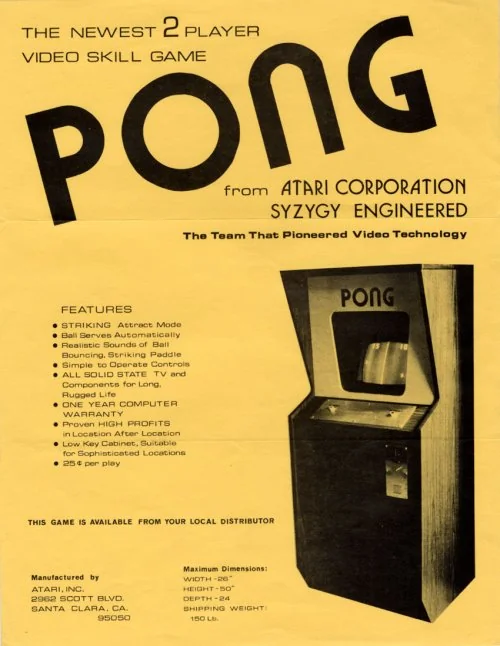 THE NEWEST 2 PLAYER
VIDEO SKILL GAME
PONG
from ATARI CORPORATION
SYZYGY ENGINEERED
The Team That Pioneered Video Technology
PONG
FEATURES
• STRIKING Attract Mode
• Ball Serves Automatically
• Realistic Sounds of Ball
Bouncing, Striking Paddle
• Simple to Operate Controls
• ALL SOLID STATE TV and
Components for Long,
Rugged Life
• ONE YEAR COMPUTER
WARRANTY
• Proven HIGH PROFITS
in Location After Location
• Low Key Cabinet, Suitable
for Sophisticated Locations
• 25¢ per play
THIS GAME IS AVAILABLE FROM YOUR LOCAL DISTRIBUTOR
Manufactured by
ATARI, INC.
2962 SCOTT BLVD.
SANTA CLARA, CA.
95050
Maximum Dimensions:
WIDTH -26"
HEIGHT -50"
DEPTH -24
SHIPPING WEIGHT:
150 Lb.